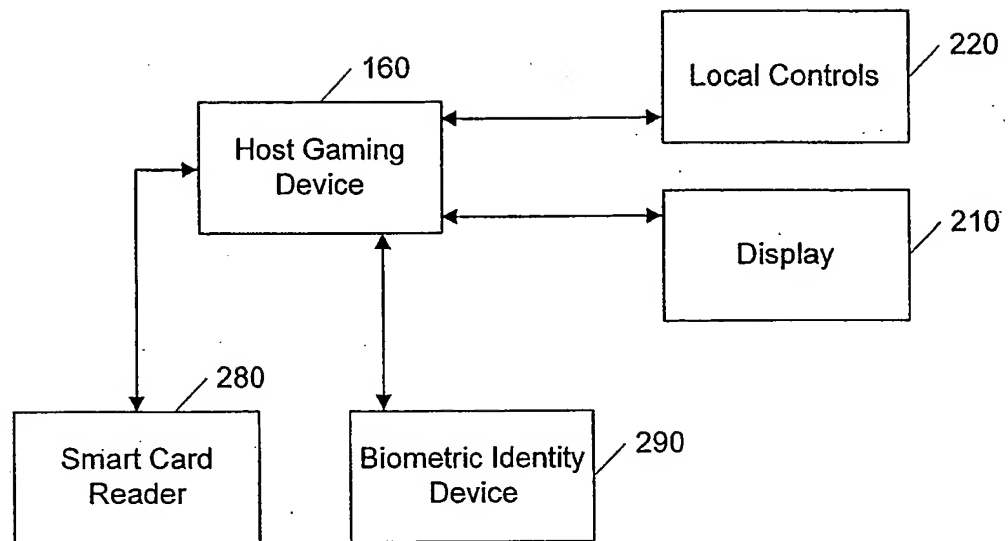 220
Local Controls
160
Host Gaming
Device
210
Display
280
Smart Card
Reader
290
Biometric Identity
Device